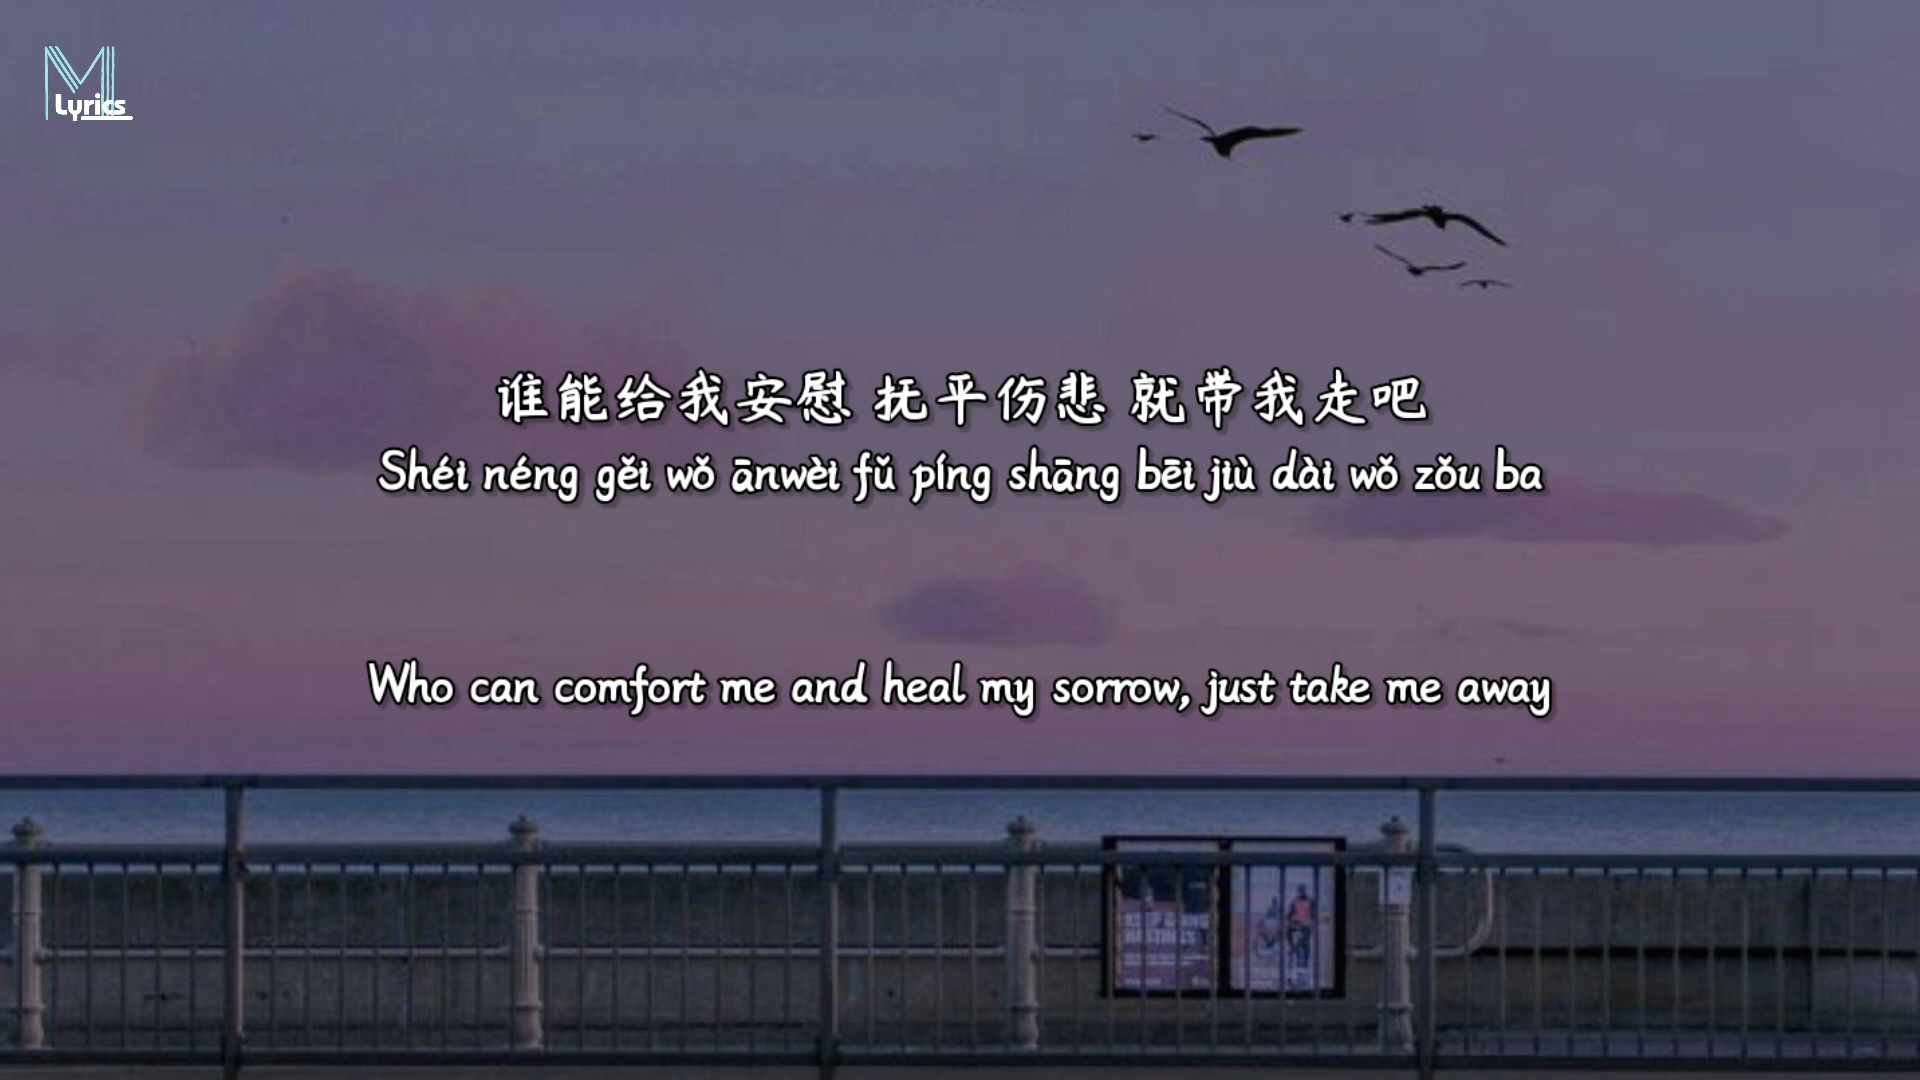 M
Lyrics
谁能给我安慰 抚平伤悲 就带我走吧
Shéi néng gěi wǒ ānwèi fǔ píng shāng bēi jiù dài wǒ zǒu ba
Who can comfort me and heal my sorrow, just take me away